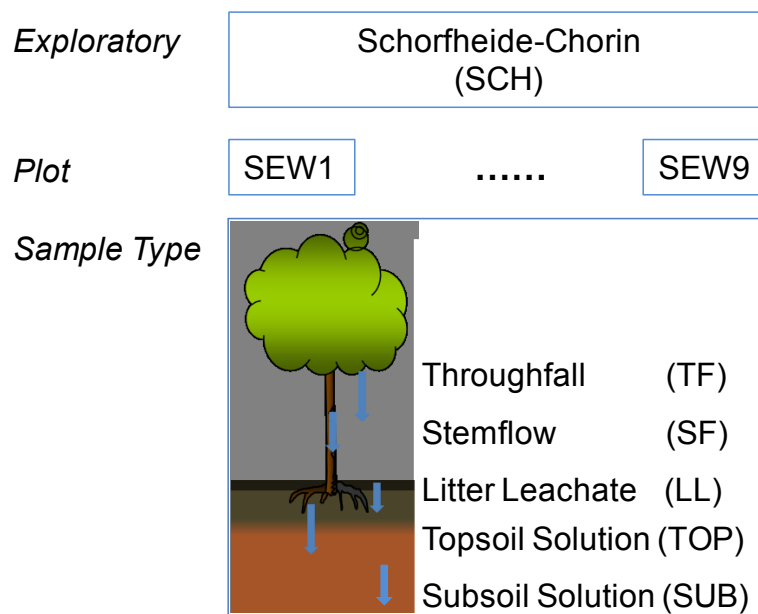 Exploratory
Schorfheide-Chorin
(SCH)
Plot
SEW1
......
SEW9
Sample Type
Throughfall (TF)
Stemflow (SF)
Litter Leachate (LL)
Topsoil Solution (TOP)
Subsoil Solution (SUB)